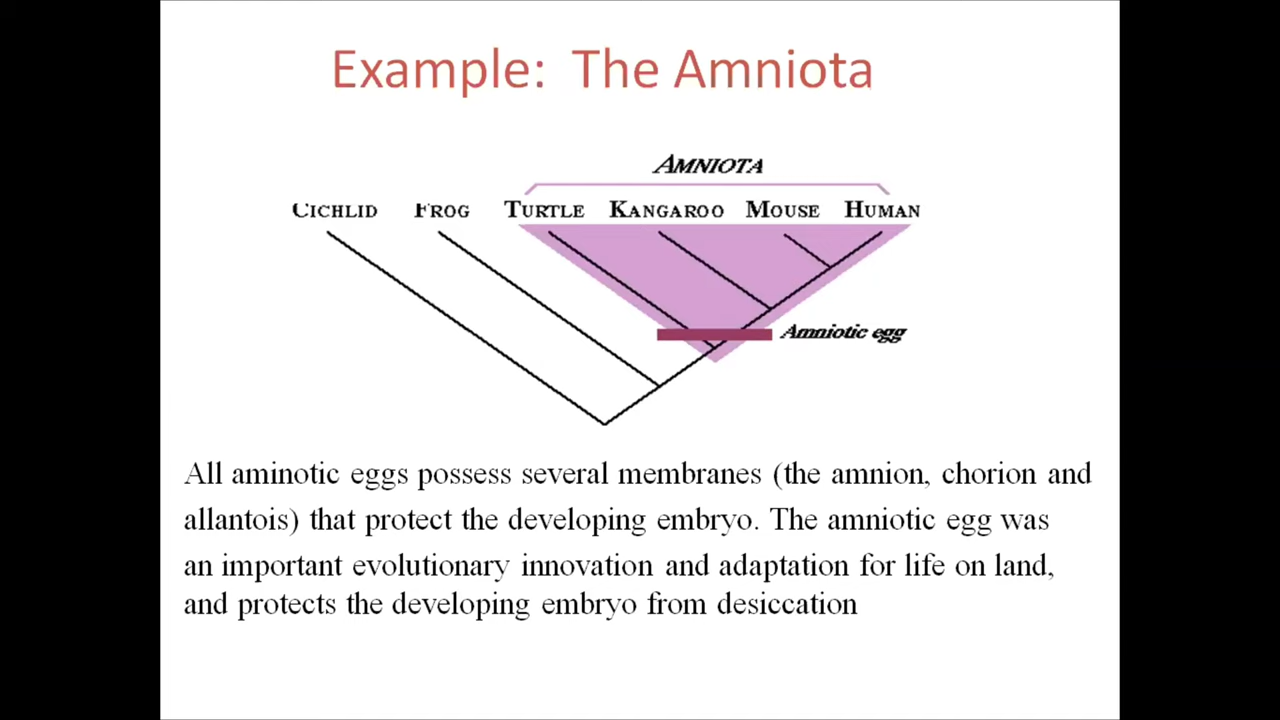 Example: The Amniota
AMNIOTA
CICHLID FROG TURTLE KANGAROO MOUSE HUMAN
Amniotic egg
All aminotic eggs possess several membranes (the amnion, chorion and
allantois) that protect the developing embryo. The amniotic egg was
an important evolutionary innovation and adaptation for life on land,
and protects the developing embryo from desiccation